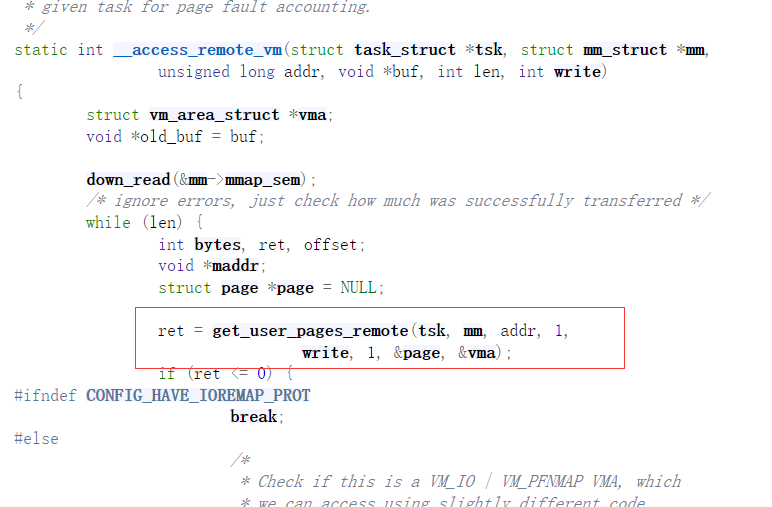 * given task for page fault accounting.
*/
static int __access_remote_vm(struct task_struct *tsk, struct mm_struct *mm,
unsigned long addr, void *buf, int len, int write)
{
struct vm_area_struct *vma;
void *old_buf = buf;
down_read(&mm->mmap_sem);
/* ignore errors, just check how much was successfully transferred */
while (len) {
int bytes, ret, offset;
void *maddr;
struct page *page = NULL;
ret = get_user_pages_remote(tsk, mm, addr, 1,
write, 1, &page, &vma);
if (ret <= 0) {
#ifndef CONFIG_HAVE_IOREMAP_PROT
break;
#else
/*
* Check if this is a VM_IO | VM_PFNMAP VMA, which
* we can access using slightly different code.